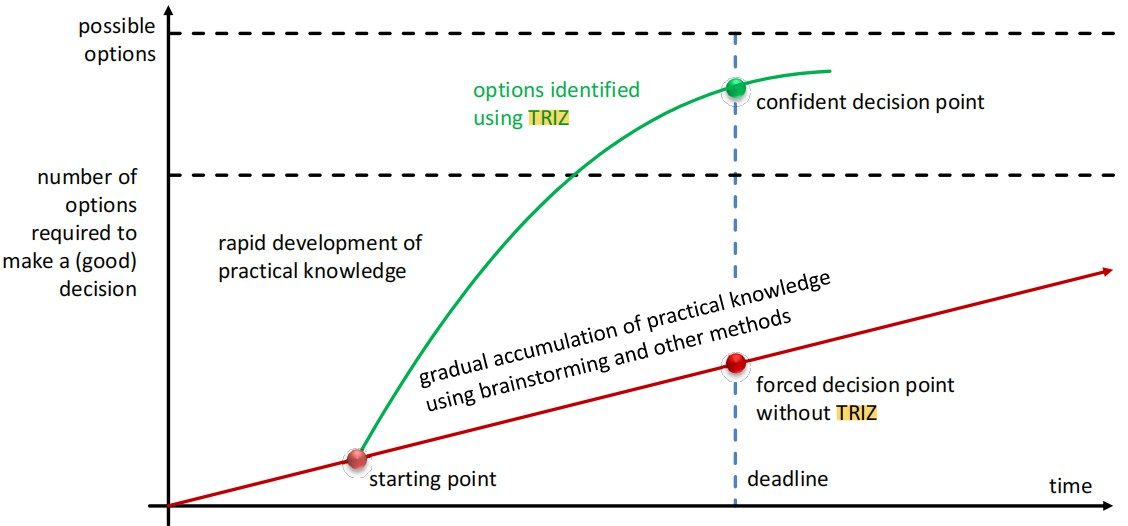 possible
options
options identified
using TRIZ
confident decision point
number of
options
required to
make a (good)
decision
rapid development of
practical knowledge
gradual accumulation of practical knowledge
using brainstorming and other methods
forced decision point
without TRIZ
starting point
deadline
time